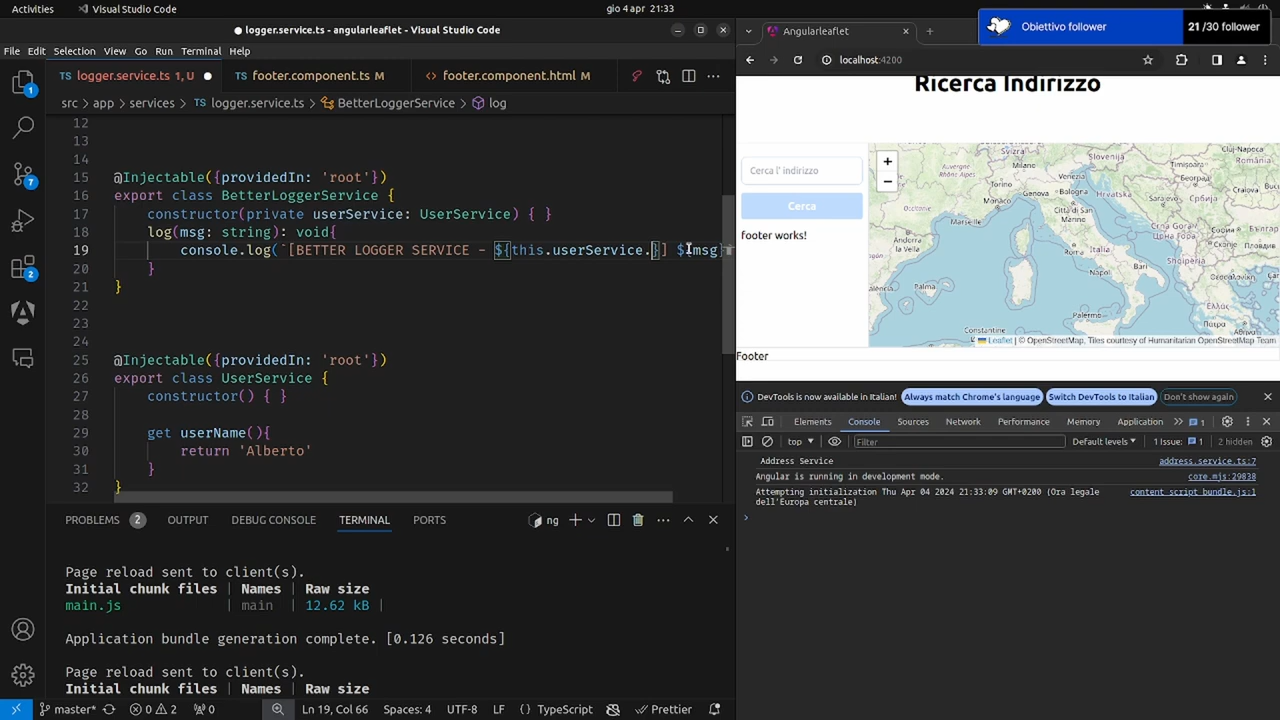 Activities
Visual Studio Code
gio 4 apr 21:33
logger.service.ts - angularleaflet - Visual Studio Code
File Edit Selection View Go Run Terminal Help
TS logger.service.ts 1, U
TS footer.component.ts M
<> footer.component.html M
src > app > services > TS logger.service.ts > BetterLoggerService > log
12
13
14
15 @Injectable({providedIn: 'root'})
16 export class BetterLoggerService {
17 constructor(private userService: UserService) { }
18 log(msg: string): void{
19 console.log(`[BETTER LOGGER SERVICE - ${this.userService.}] ${msg}
20 }
21 }
22
23
24
25 @Injectable({providedIn: 'root'})
26 export class UserService {
27 constructor() { }
28
29 get userName(){
30 return 'Alberto'
31 }
32 }
PROBLEMS 2 OUTPUT DEBUG CONSOLE TERMINAL PORTS
ng
Page reload sent to client(s).
Initial chunk files | Names | Raw size
main.js | main | 12.62 kB |
Application bundle generation complete. [0.126 seconds]
Page reload sent to client(s).
Initial chunk files | Names | Raw size
master* 0 2 0 Ln 19, Col 66 Spaces: 4 UTF-8 LF {} TypeScript Prettier
1
7
2
Angularleaflet
Obiettivo follower
21 /30 follower
localhost:4200
Ricerca Indirizzo
Cerca l' indirizzo
Cerca
footer works!
+
−
Leaflet | © OpenStreetMap, Tiles courtesy of Humanitarian OpenStreetMap Team
Footer
DevTools is now available in Italian! Always match Chrome's language Switch DevTools to Italian Don't show again
Elements Console Sources Network Performance Memory Application 1
top Filter Default levels 1 Issue: 1 2 hidden
Address Service address.service.ts:7
Angular is running in development mode. core.mjs:29838
Attempting initialization Thu Apr 04 2024 21:33:09 GMT+0200 (Ora legale dell'Europa centrale) content_script_bundle.js:1